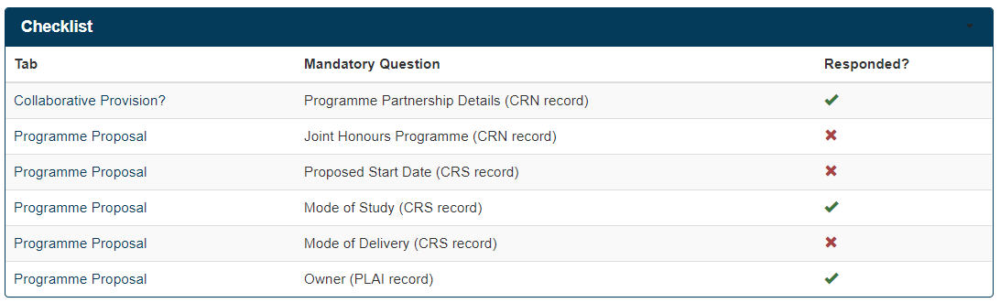 Checklist
Tab Mandatory Question Responded?
Collaborative Provision? Programme Partnership Details (CRN record)
Programme Proposal Joint Honours Programme (CRN record)
Programme Proposal Proposed Start Date (CRS record)
Programme Proposal Mode of Study (CRS record)
Programme Proposal Mode of Delivery (CRS record)
Programme Proposal Owner (PLAI record)